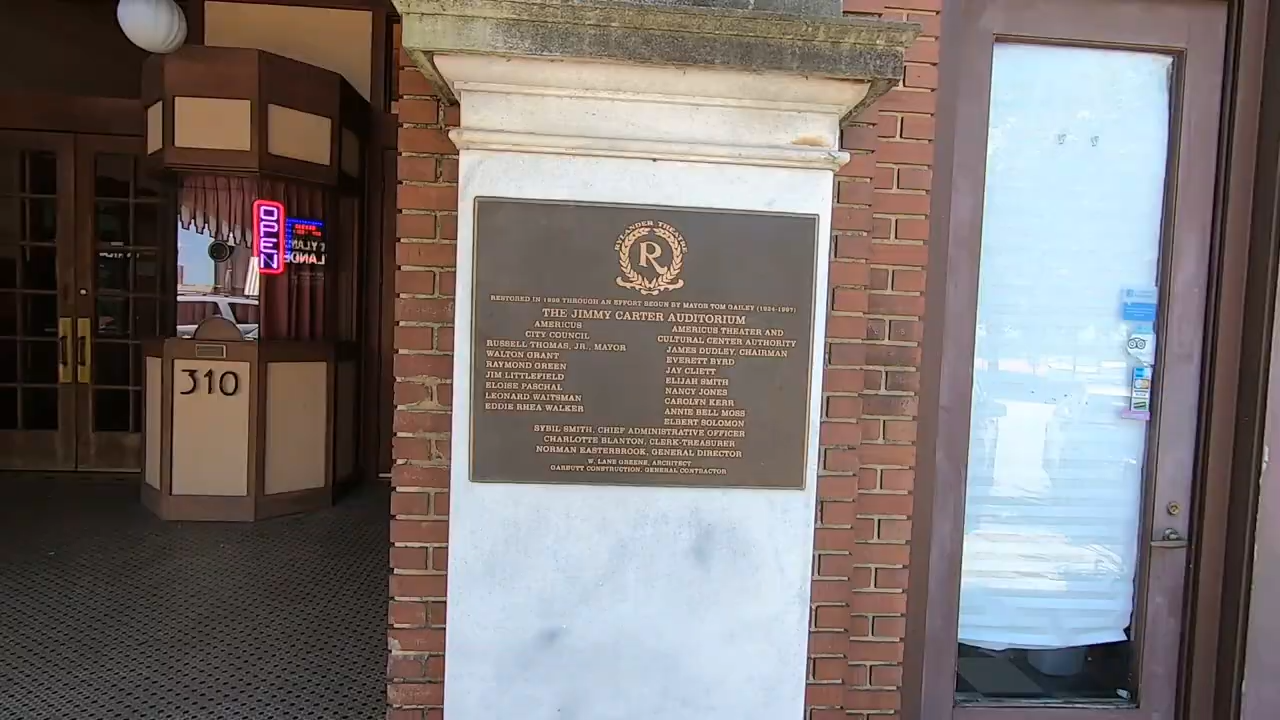 RYLANDER THEATRE
R
RESTORED IN 1999 THROUGH AN EFFORT BEGUN BY MAYOR TOM GAILEY (1924-1997)
THE JIMMY CARTER AUDITORIUM
AMERICUS
CITY COUNCIL
RUSSELL THOMAS, JR., MAYOR
WALTON GRANT
RAYMOND GREEN
JIM LITTLEFIELD
ELOISE PASCHAL
LEONARD WAITSMAN
EDDIE RHEA WALKER
AMERICUS THEATER AND
CULTURAL CENTER AUTHORITY
JAMES DUDLEY, CHAIRMAN
EVERETT BYRD
JAY CLIETT
ELIJAH SMITH
NANCY JONES
CAROLYN KERR
ANNIE BELL MOSS
ELBERT SOLOMON
SYBIL SMITH, CHIEF ADMINISTRATIVE OFFICER
CHARLOTTE BLANTON, CLERK-TREASURER
NORMAN EASTERBROOK, GENERAL DIRECTOR
W. LANE GREENE, ARCHITECT
GARBUTT CONSTRUCTION, GENERAL CONTRACTOR
OPEN
310